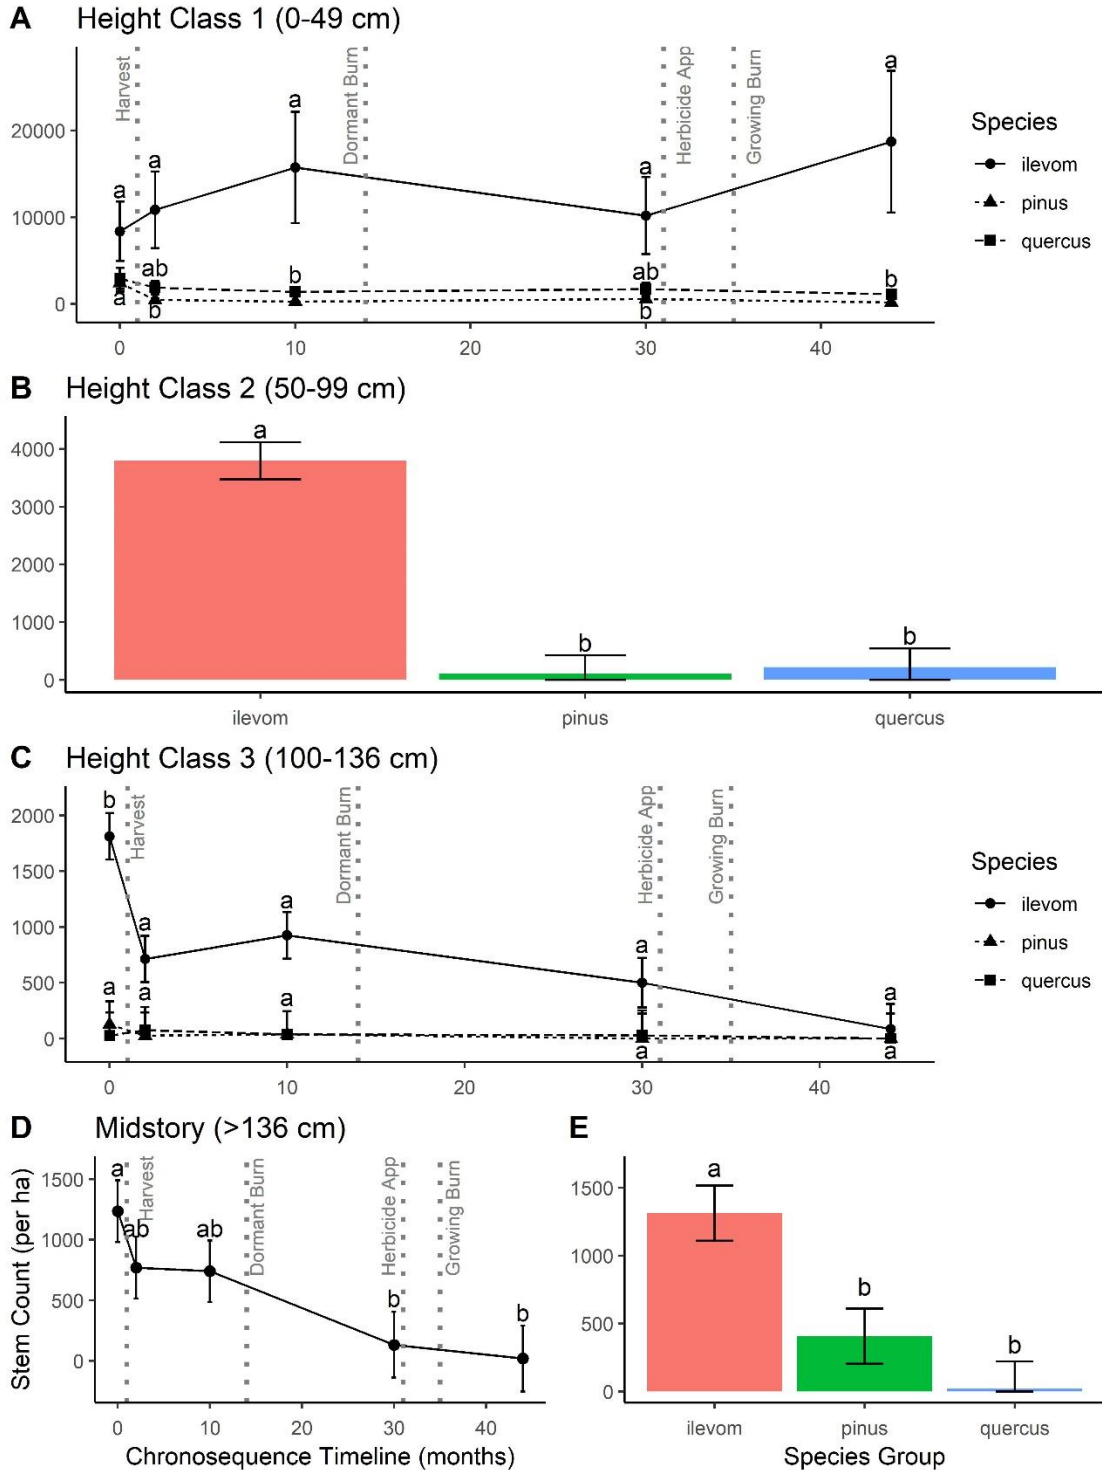 A Height Class 1 (0-49 cm)
Harvest
Dormant Burn
Herbicide App
Growing Burn
20000
10000
0
a
a
a
a
a
ab
b
ab
b
a
b
b
0 10 20 30 40
Species
ilevom
pinus
quercus
B Height Class 2 (50-99 cm)
4000
3000
2000
1000
0
a
b
b
ilevom pinus quercus
C Height Class 3 (100-136 cm)
Harvest
Dormant Burn
Herbicide App
Growing Burn
2000
1500
1000
500
0
b
a
a
a
a
a
a
a
a
a
0 10 20 30 40
Species
ilevom
pinus
quercus
D Midstory (>136 cm)
Stem Count (per ha)
Harvest
Dormant Burn
Herbicide App
Growing Burn
1500
1000
500
0
a
ab
ab
b
b
0 10 20 30 40
Chronosequence Timeline (months)
E
1500
1000
500
0
a
b
b
ilevom pinus quercus
Species Group